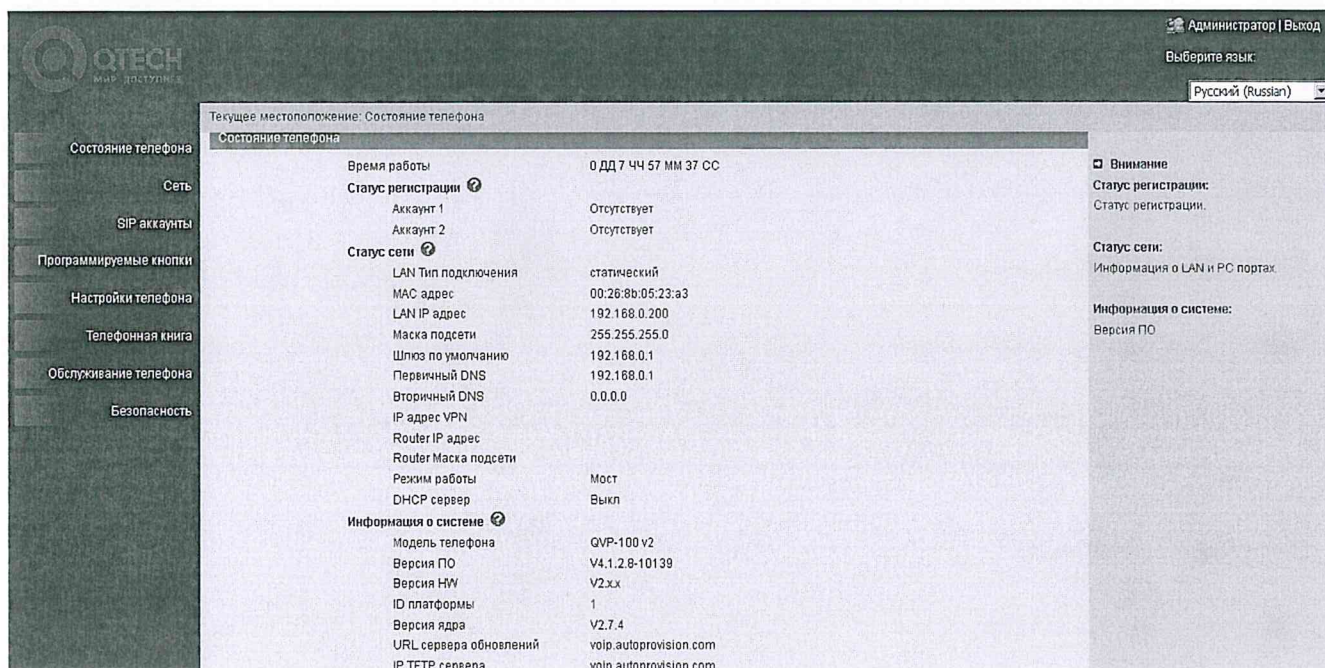 Администратор | Выход
QTECH
МИР ДОСТУПНЕЕ
Выберите язык:
Русский (Russian)
Текущее местоположение: Состояние телефона
Состояние телефона
Сеть
SIP аккаунты
Программируемые кнопки
Настройки телефона
Телефонная книга
Обслуживание телефона
Безопасность
Состояние телефона
Время работы 0 ДД 7 ЧЧ 57 ММ 37 СС
Статус регистрации
Аккаунт 1 Отсутствует
Аккаунт 2 Отсутствует
Статус сети
LAN Тип подключения статический
MAC адрес 00:26:8b:05:23:a3
LAN IP адрес 192.168.0.200
Маска подсети 255.255.255.0
Шлюз по умолчанию 192.168.0.1
Первичный DNS 192.168.0.1
Вторичный DNS 0.0.0.0
IP адрес VPN
Router IP адрес
Router Маска подсети
Режим работы Мост
DHCP сервер Выкл
Информация о системе
Модель телефона QVP-100 v2
Версия ПО V4.1.2.8-10139
Версия HW V2.x.x
ID платформы 1
Версия ядра V2.7.4
URL сервера обновлений voip.autoprovision.com
IP TFTP сервера voip.autoprovision.com
Внимание
Статус регистрации:
Статус регистрации.
Статус сети:
Информация о LAN и PC портах.
Информация о системе:
Версия ПО